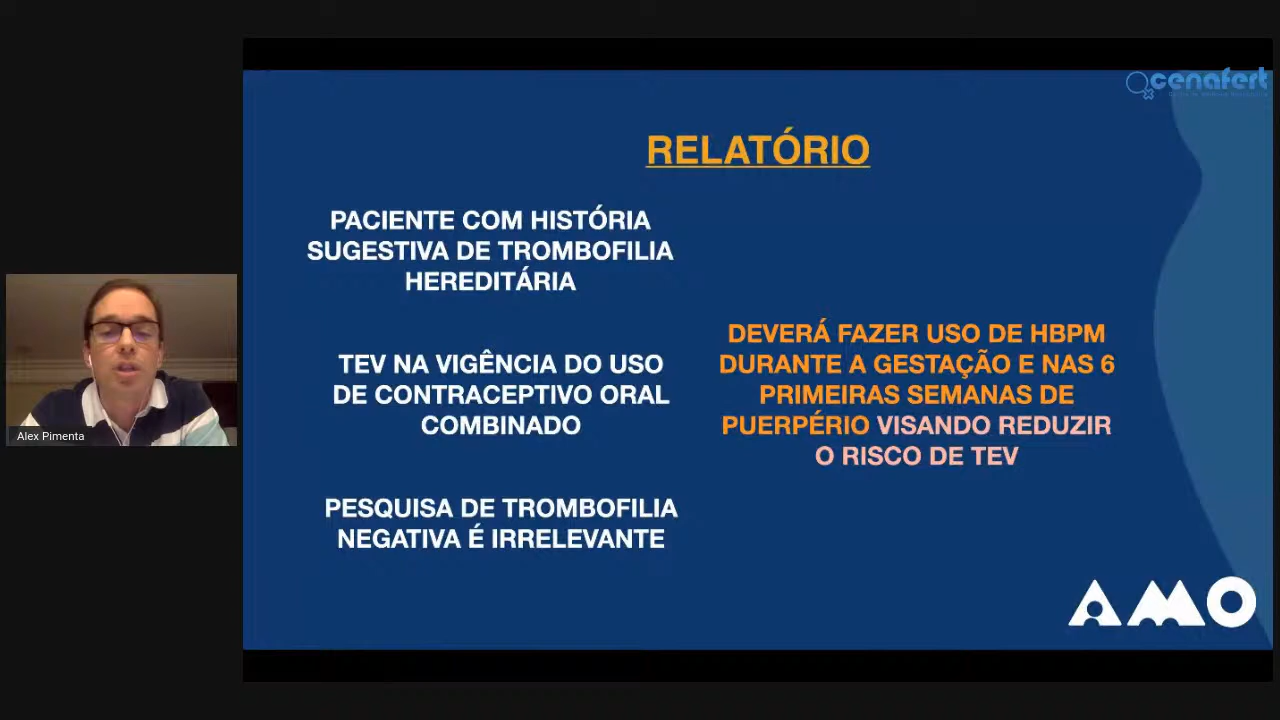 cenafert
RELATÓRIO
PACIENTE COM HISTÓRIA
SUGESTIVA DE TROMBOFILIA
HEREDITÁRIA
TEV NA VIGÊNCIA DO USO
DE CONTRACEPTIVO ORAL
COMBINADO
PESQUISA DE TROMBOFILIA
NEGATIVA É IRRELEVANTE
DEVERÁ FAZER USO DE HBPM
DURANTE A GESTAÇÃO E NAS 6
PRIMEIRAS SEMANAS DE
PUERPÉRIO VISANDO REDUZIR
O RISCO DE TEV
Alex Pimenta
AMO